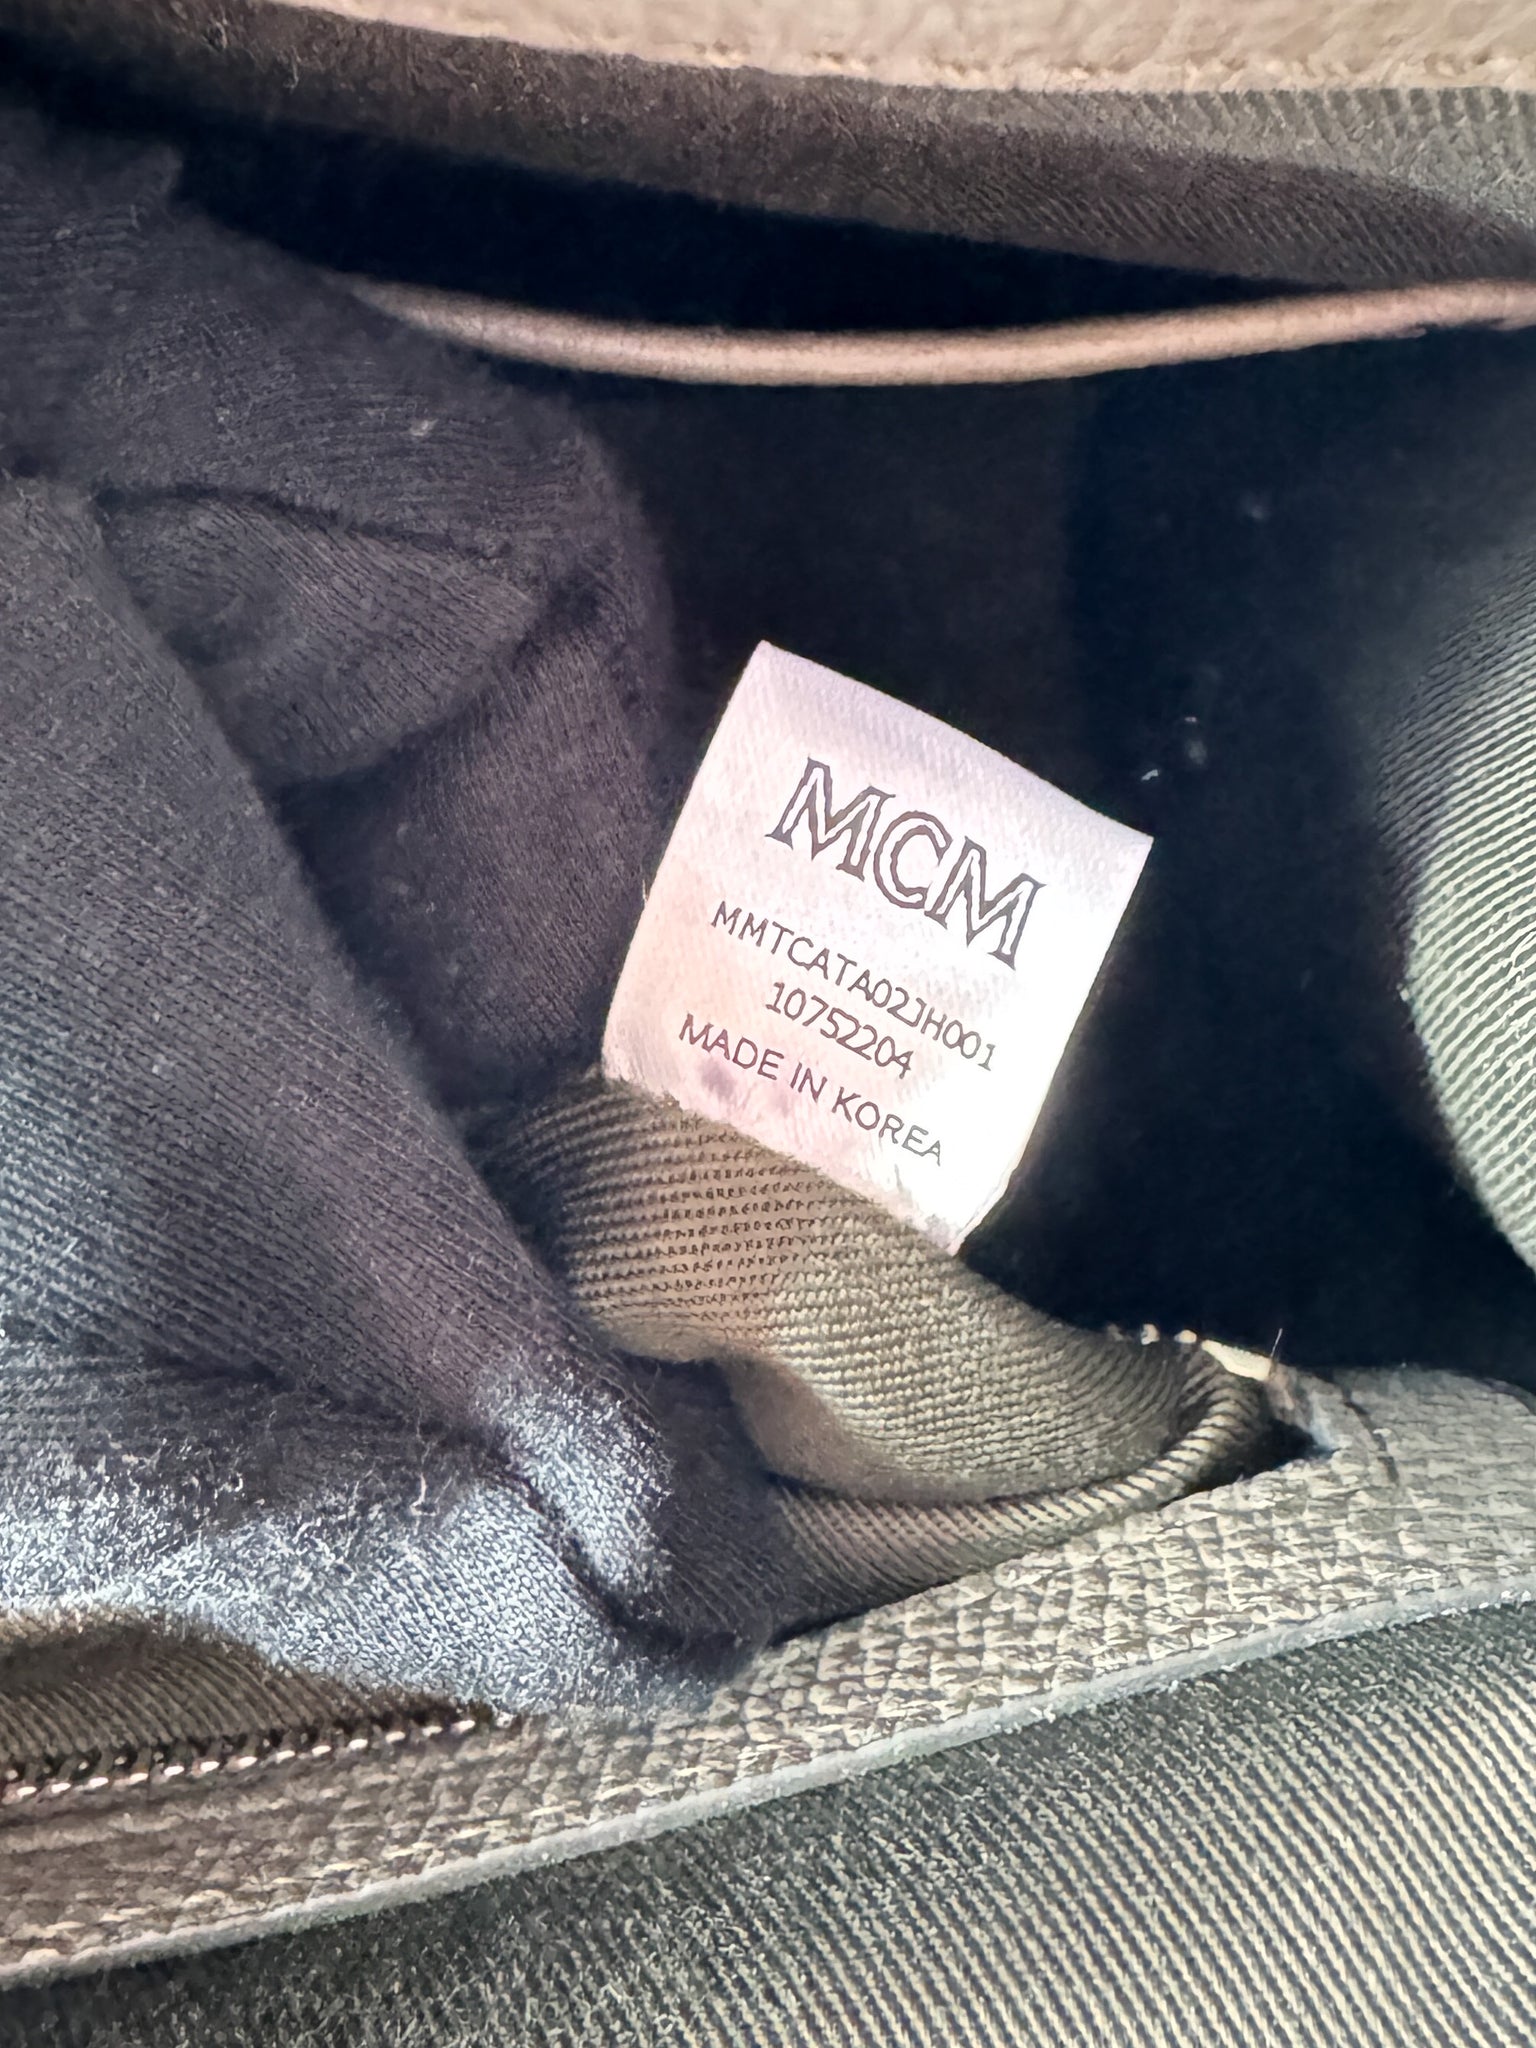 MCM
MMTCATA02JH001
10752204
MADE IN KOREA